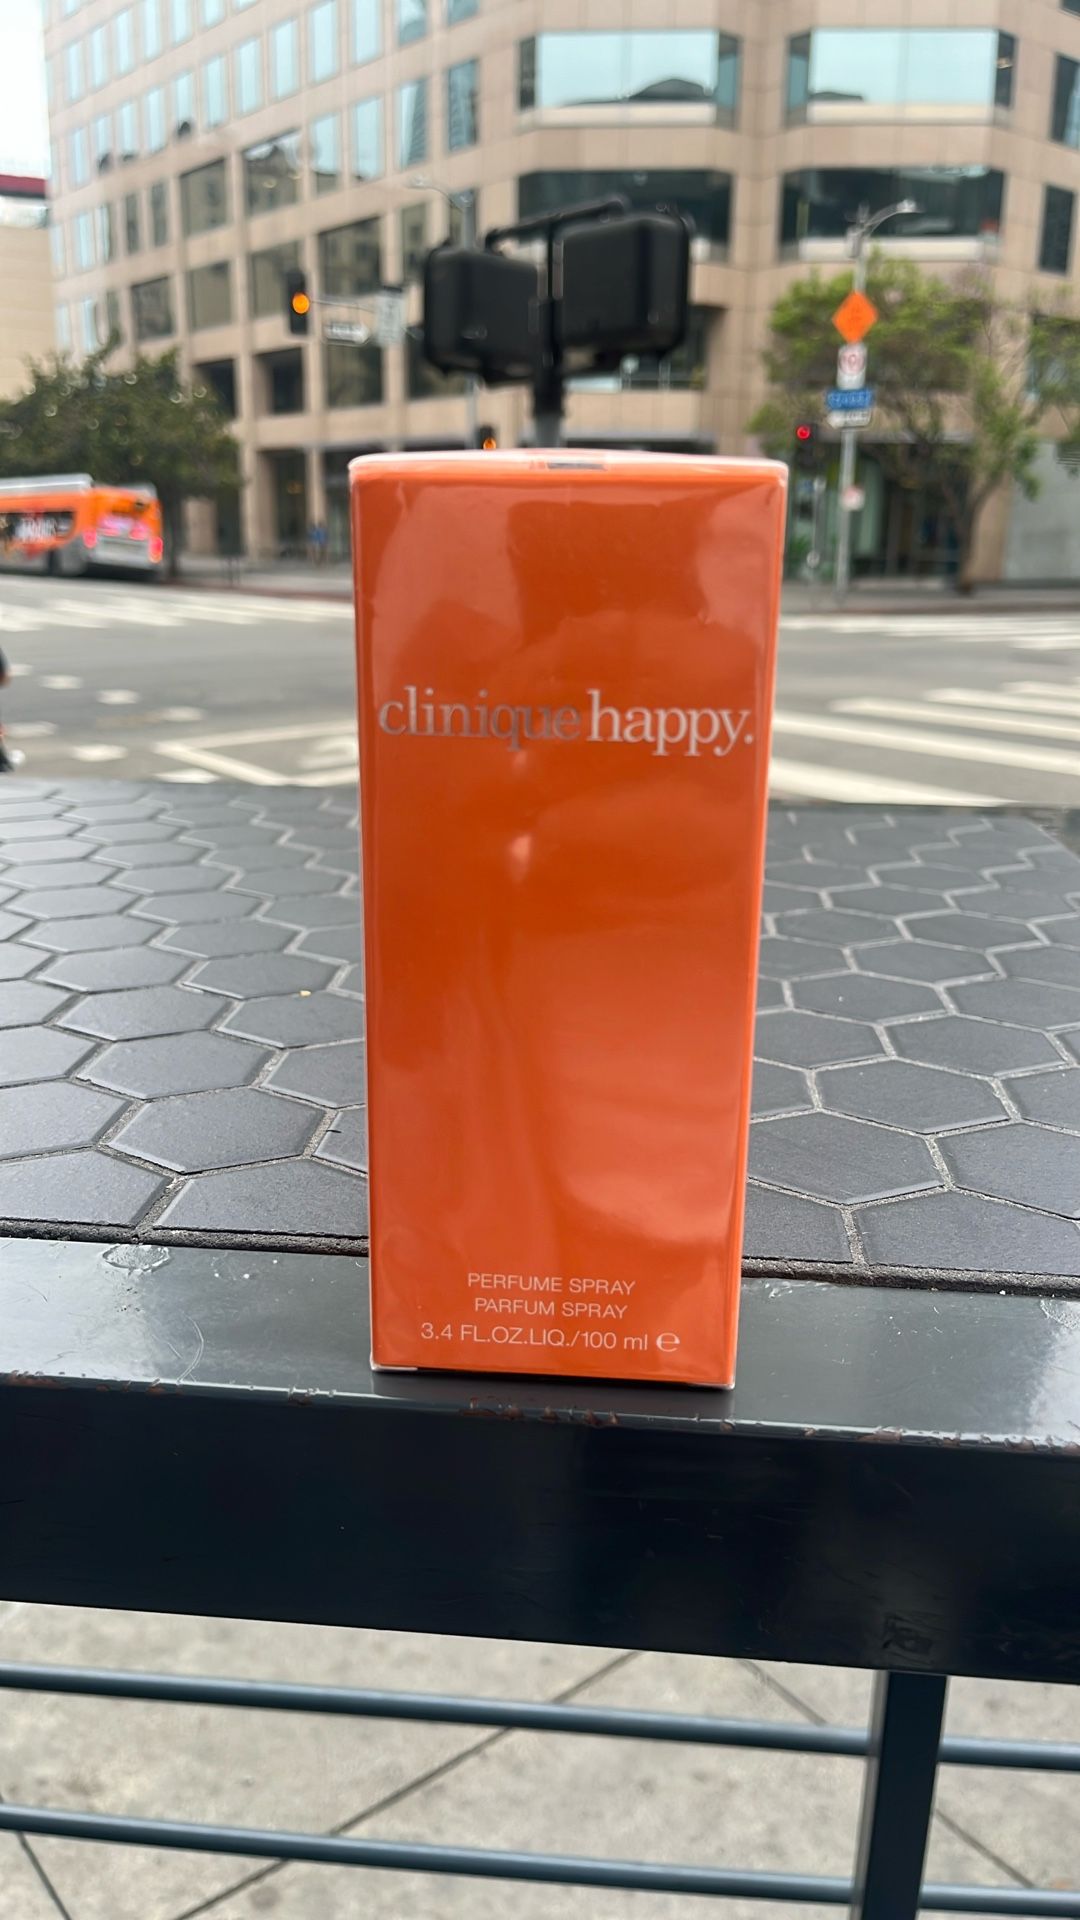 clinique happy.
PERFUME SPRAY
PARFUM SPRAY
3.4 FL.OZ.LIQ./100 ml ℮